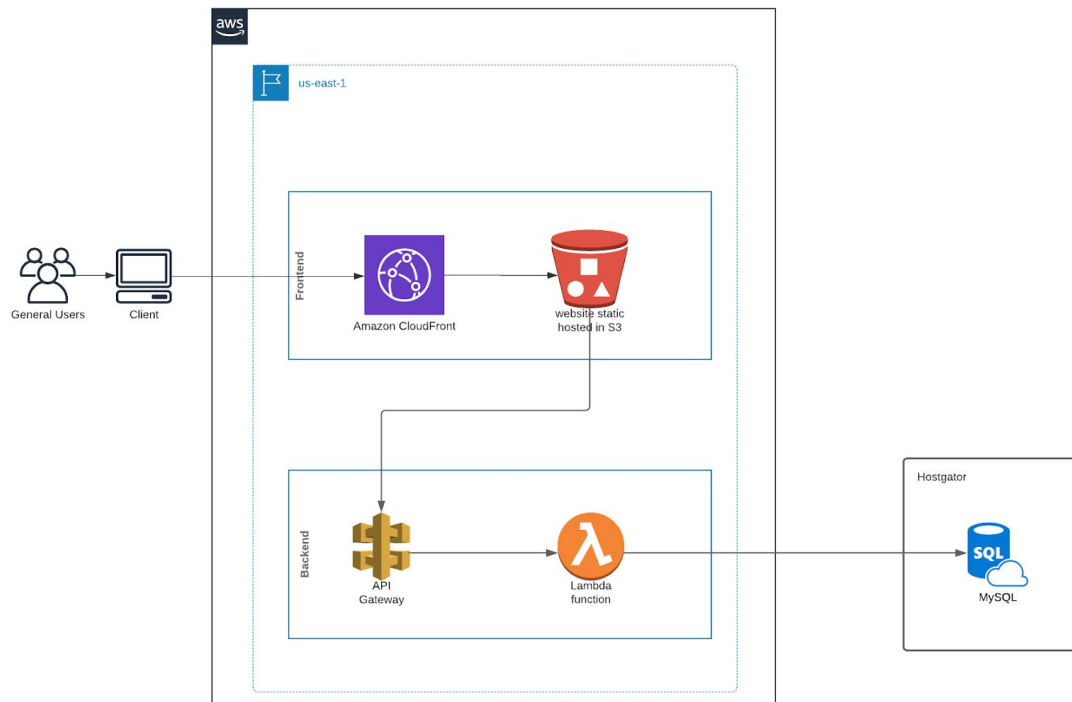 aws
us-east-1
Frontend
General Users
Client
Amazon CloudFront
website static
hosted in S3
Backend
API
Gateway
Lambda
function
Hostgator
SQL
MySQL